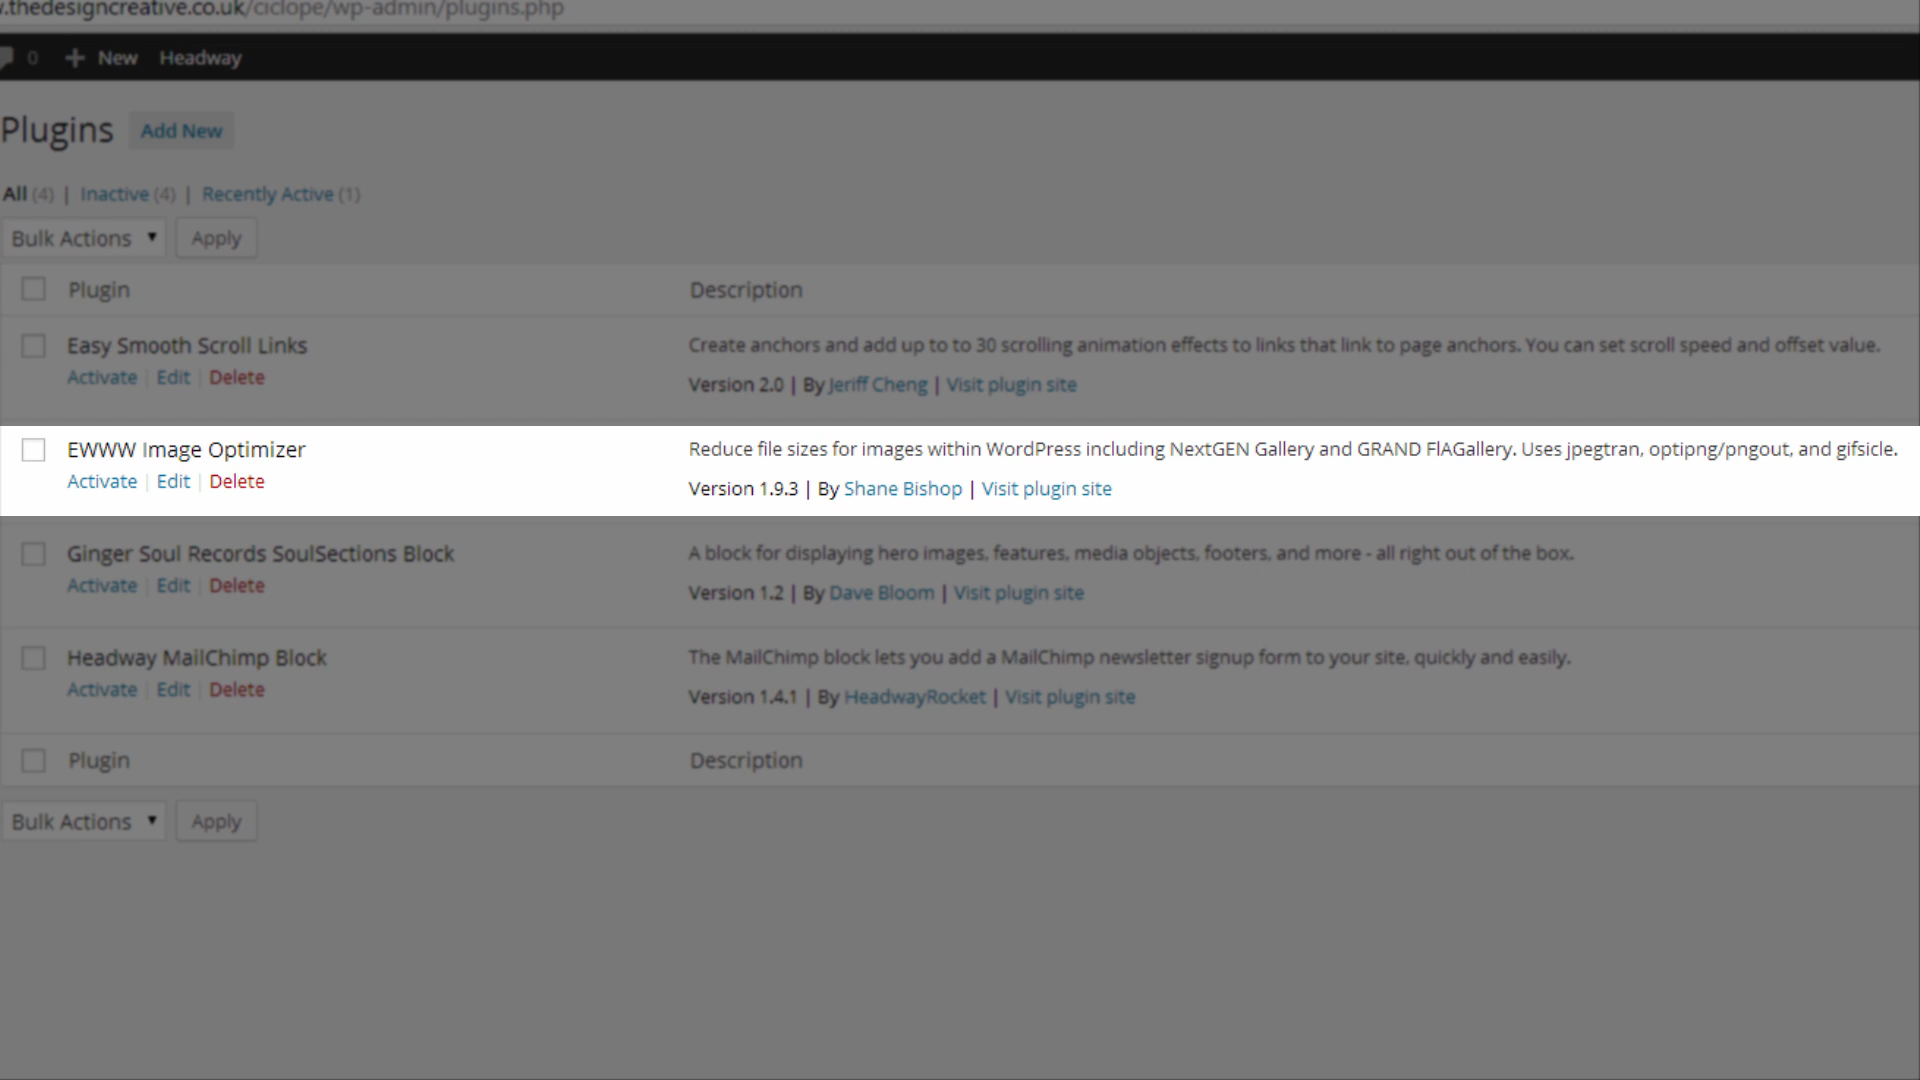 .thedesigncreative.co.uk/ciclope/wp-admin/plugins.php
0 + New Headway
Plugins Add New
All (4) | Inactive (4) | Recently Active (1)
Bulk Actions ▼ Apply
Plugin Description
Easy Smooth Scroll Links Create anchors and add up to to 30 scrolling animation effects to links that link to page anchors. You can set scroll speed and offset value.
Activate | Edit | Delete Version 2.0 | By Jeriff Cheng | Visit plugin site
EWWW Image Optimizer Reduce file sizes for images within WordPress including NextGEN Gallery and GRAND FlAGallery. Uses jpegtran, optipng/pngout, and gifsicle.
Activate | Edit | Delete Version 1.9.3 | By Shane Bishop | Visit plugin site
Ginger Soul Records SoulSections Block A block for displaying hero images, features, media objects, footers, and more - all right out of the box.
Activate | Edit | Delete Version 1.2 | By Dave Bloom | Visit plugin site
Headway MailChimp Block The MailChimp block lets you add a MailChimp newsletter signup form to your site, quickly and easily.
Activate | Edit | Delete Version 1.4.1 | By HeadwayRocket | Visit plugin site
Plugin Description
Bulk Actions ▼ Apply